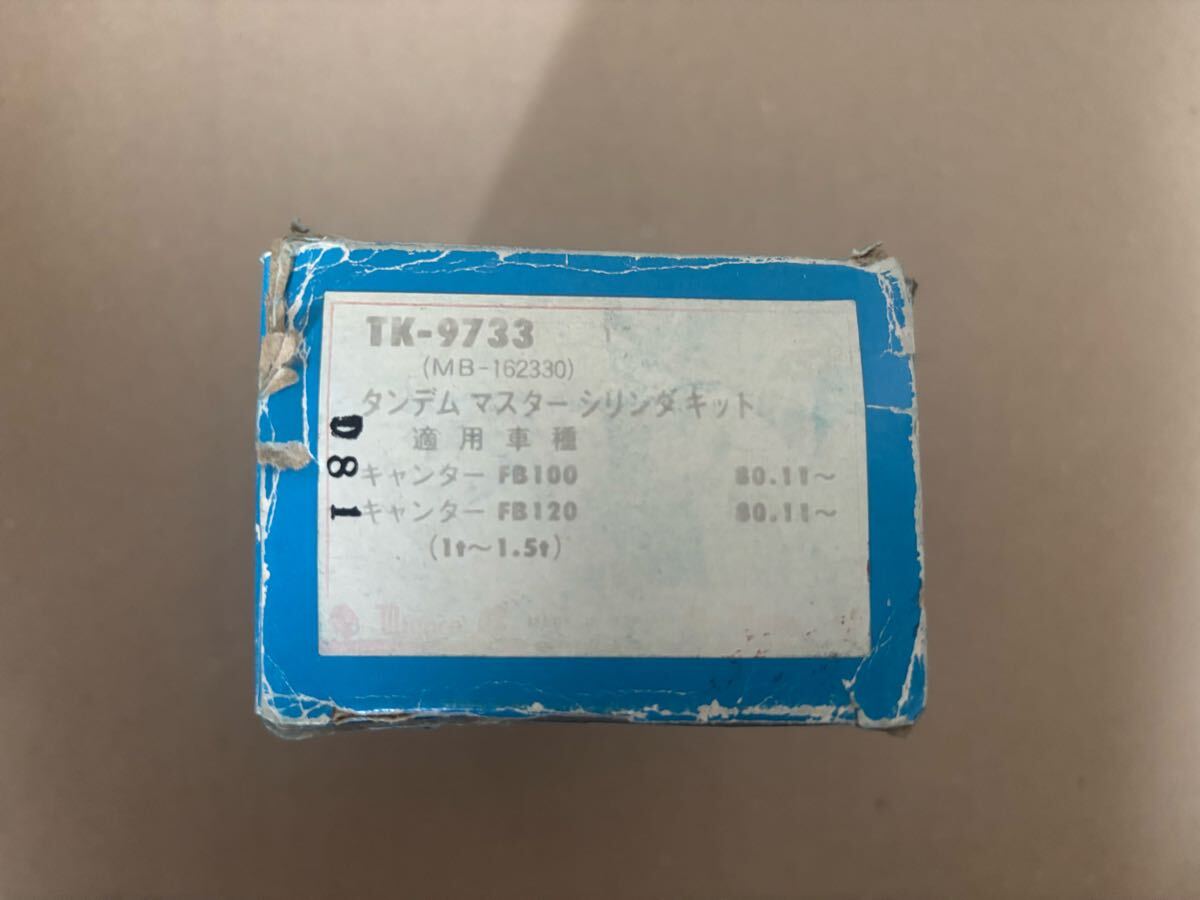 TK-9733
(MB-162330)
タンデム マスター シリンダ キット
適用車種
キャンター FB100 80.11～
キャンター FB120 80.11～
(1t～1.5t)
D81